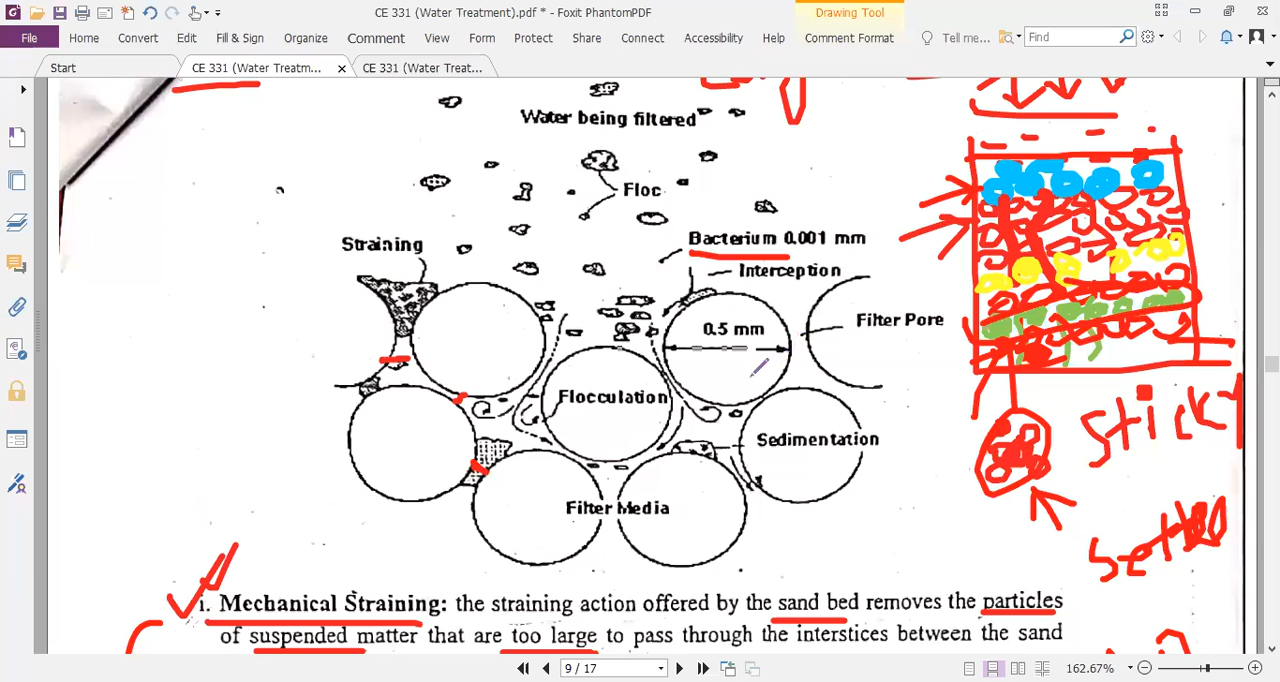 CE 331 (Water Treatment).pdf * - Foxit PhantomPDF
Drawing Tool
File Home Convert Edit Fill & Sign Organize Comment View Form Protect Share Connect Accessibility Help Comment Format Tell me... Find
Start
CE 331 (Water Treatm...
CE 331 (Water Treat...
Water being filtered
Floc
Straining
Bacterium 0.001 mm
Interception
0.5 mm
Filter Pore
Flocculation
Sedimentation
Filter Media
Sticky
Settled
i. Mechanical Straining: the straining action offered by the sand bed removes the particles
of suspended matter that are too large to pass through the interstices between the sand
9 / 17
162.67%